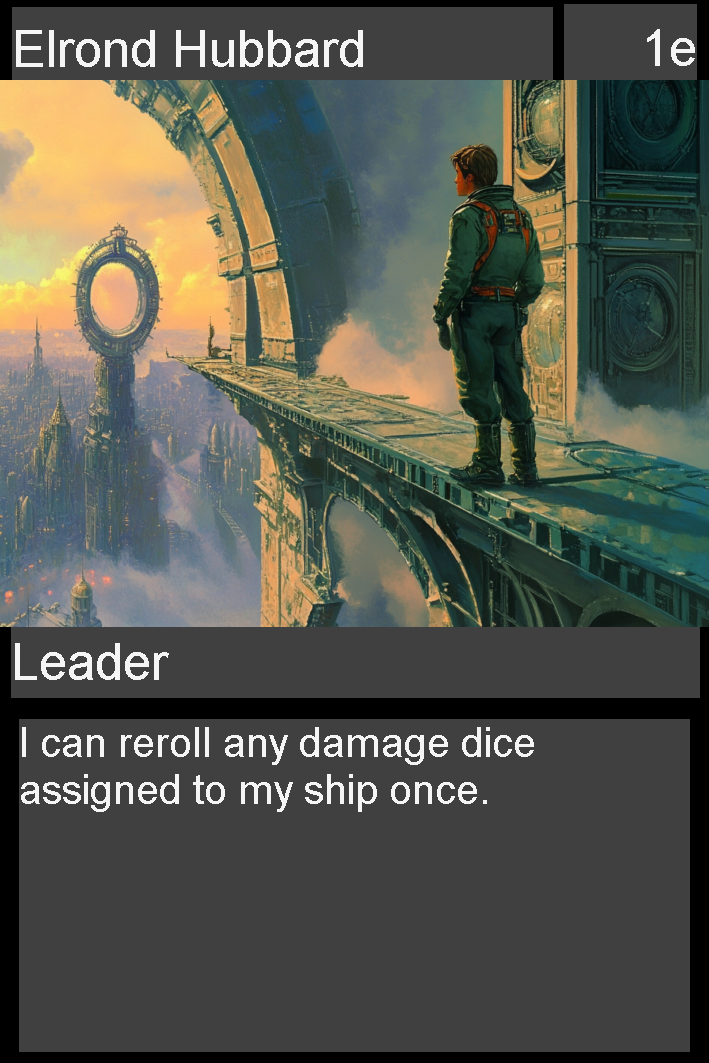 Elrond Hubbard
1e
Leader
I can reroll any damage dice
assigned to my ship once.